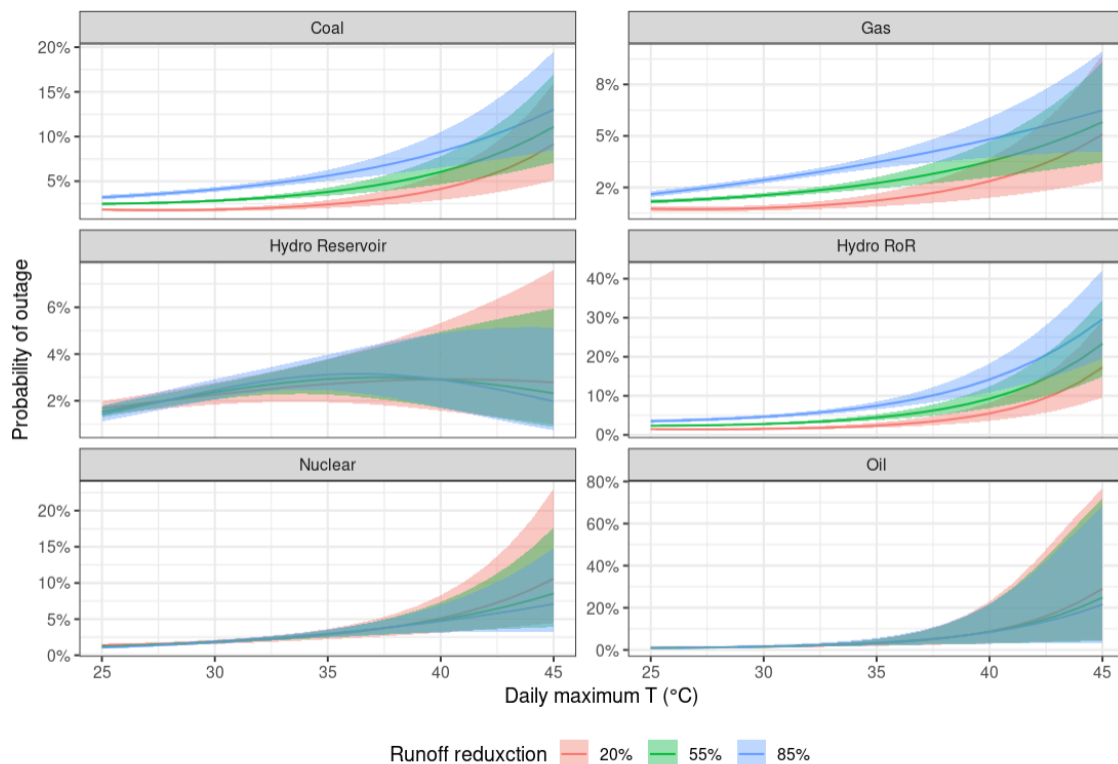 Coal
Gas
20%
15%
10%
5%
8%
5%
2%
Hydro Reservoir
Hydro RoR
6%
4%
2%
40%
30%
20%
10%
0%
Probability of outage
Nuclear
Oil
20%
15%
10%
5%
0%
80%
60%
40%
20%
0%
25 30 35 40 45
25 30 35 40 45
Daily maximum T (°C)
Runoff reduxction 20% 55% 85%